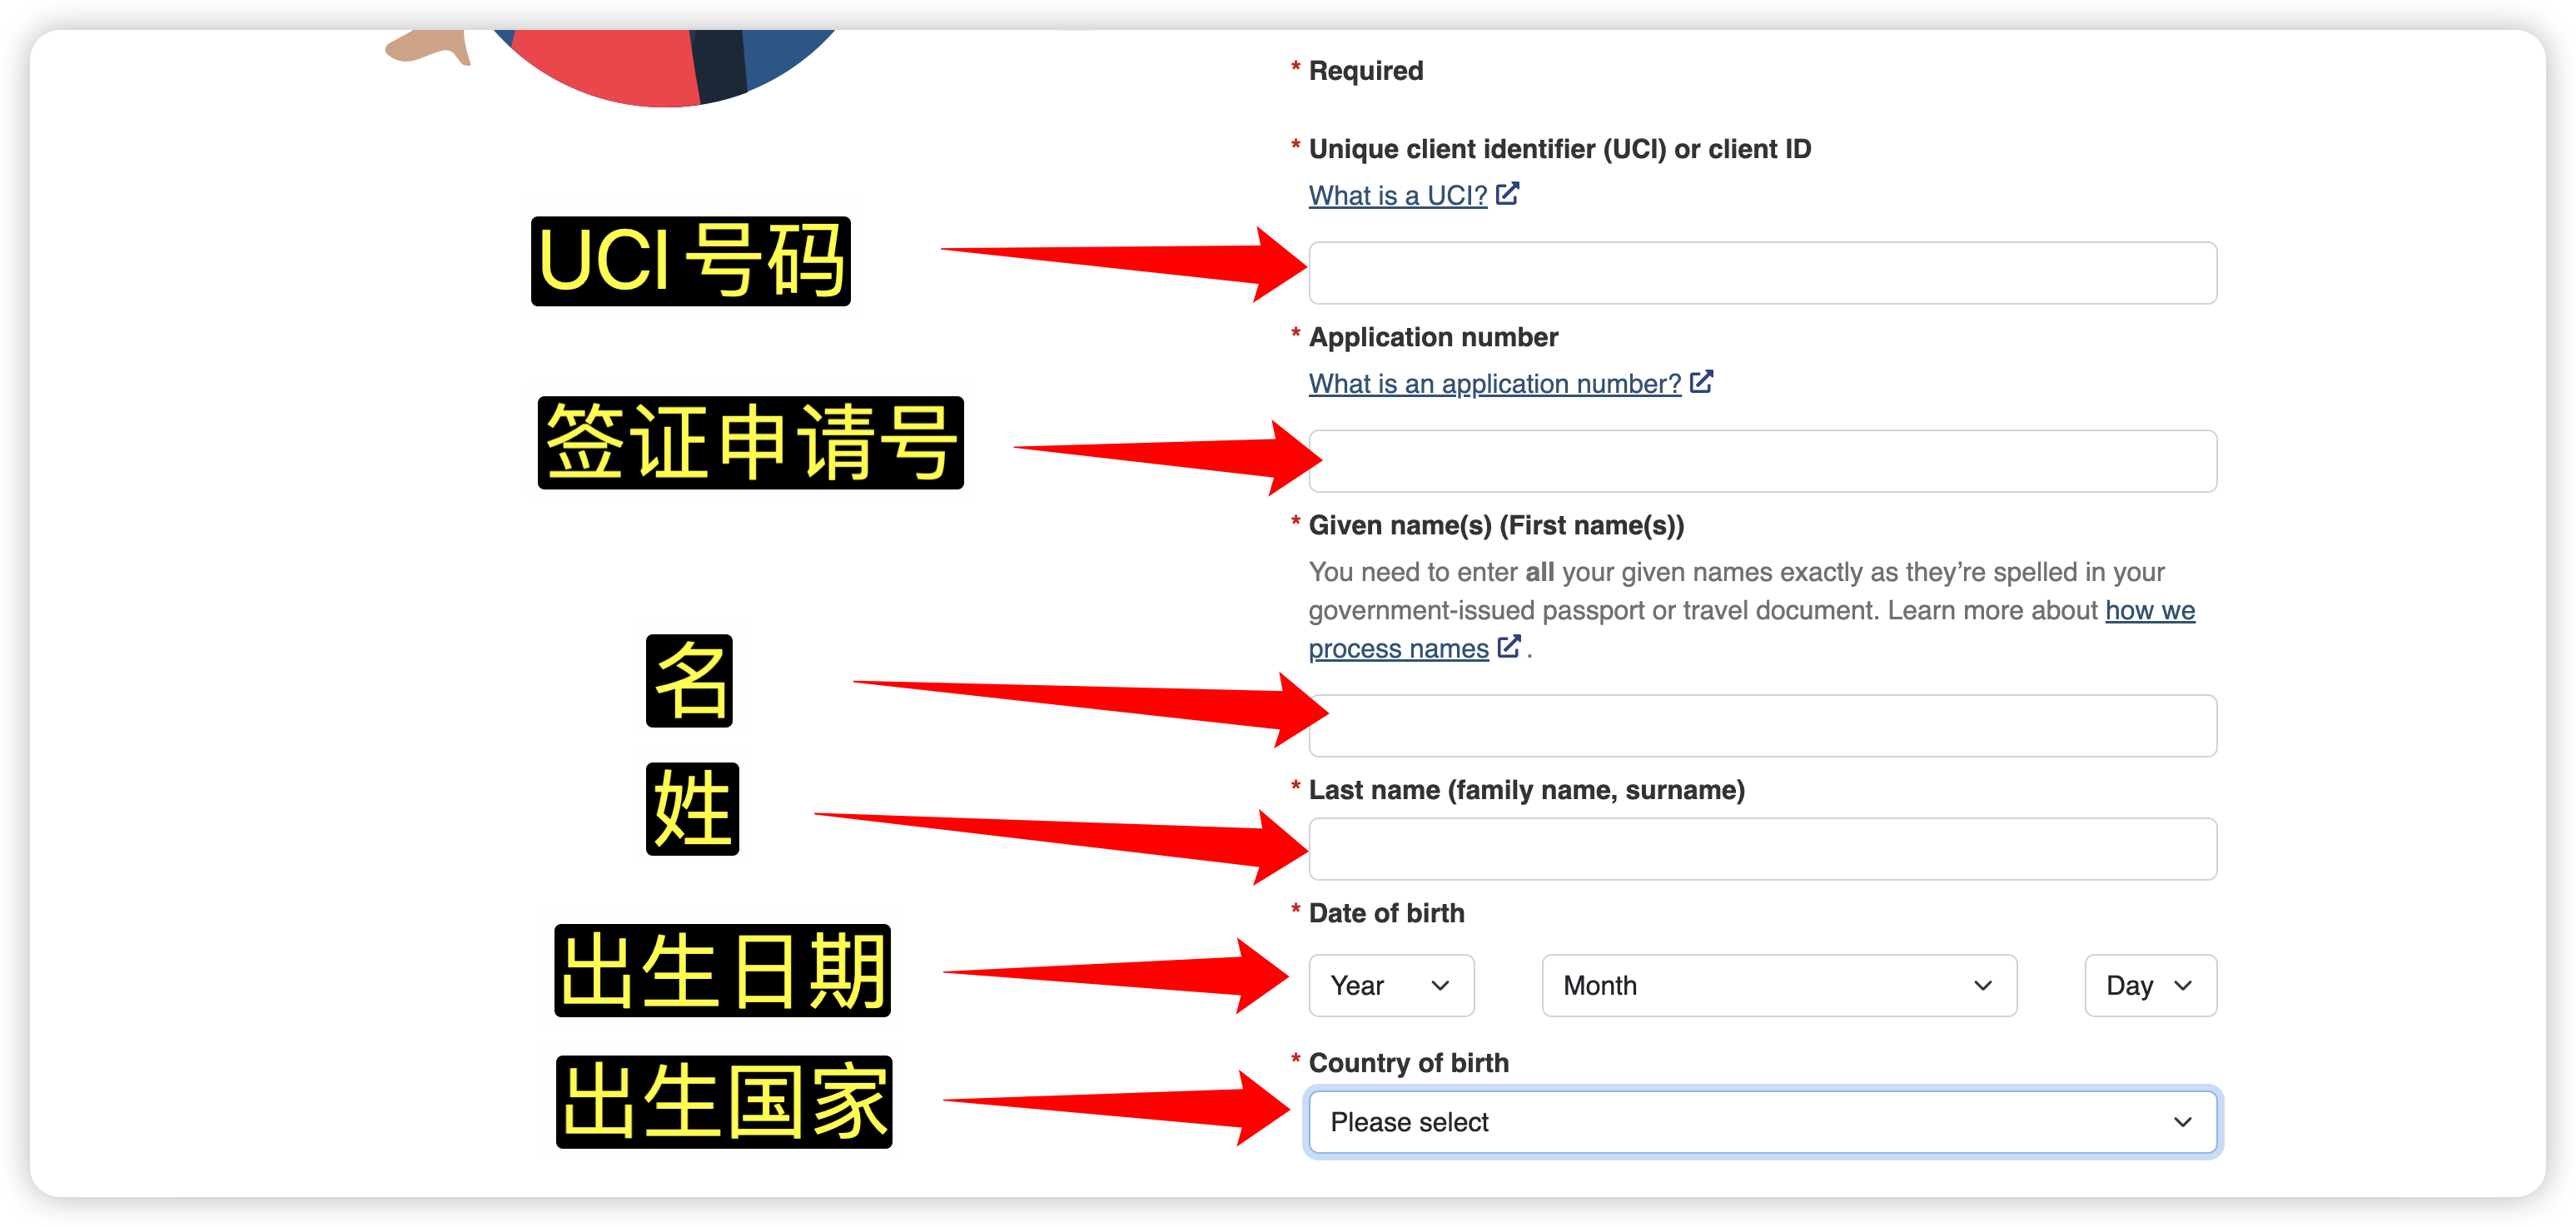 * Required
* Unique client identifier (UCI) or client ID
What is a UCI?
UCI 号码
* Application number
What is an application number?
签证申请号
* Given name(s) (First name(s))
You need to enter all your given names exactly as they’re spelled in your
government-issued passport or travel document. Learn more about how we
process names .
名
* Last name (family name, surname)
姓
* Date of birth
出生日期
Year Month Day
* Country of birth
出生国家
Please select